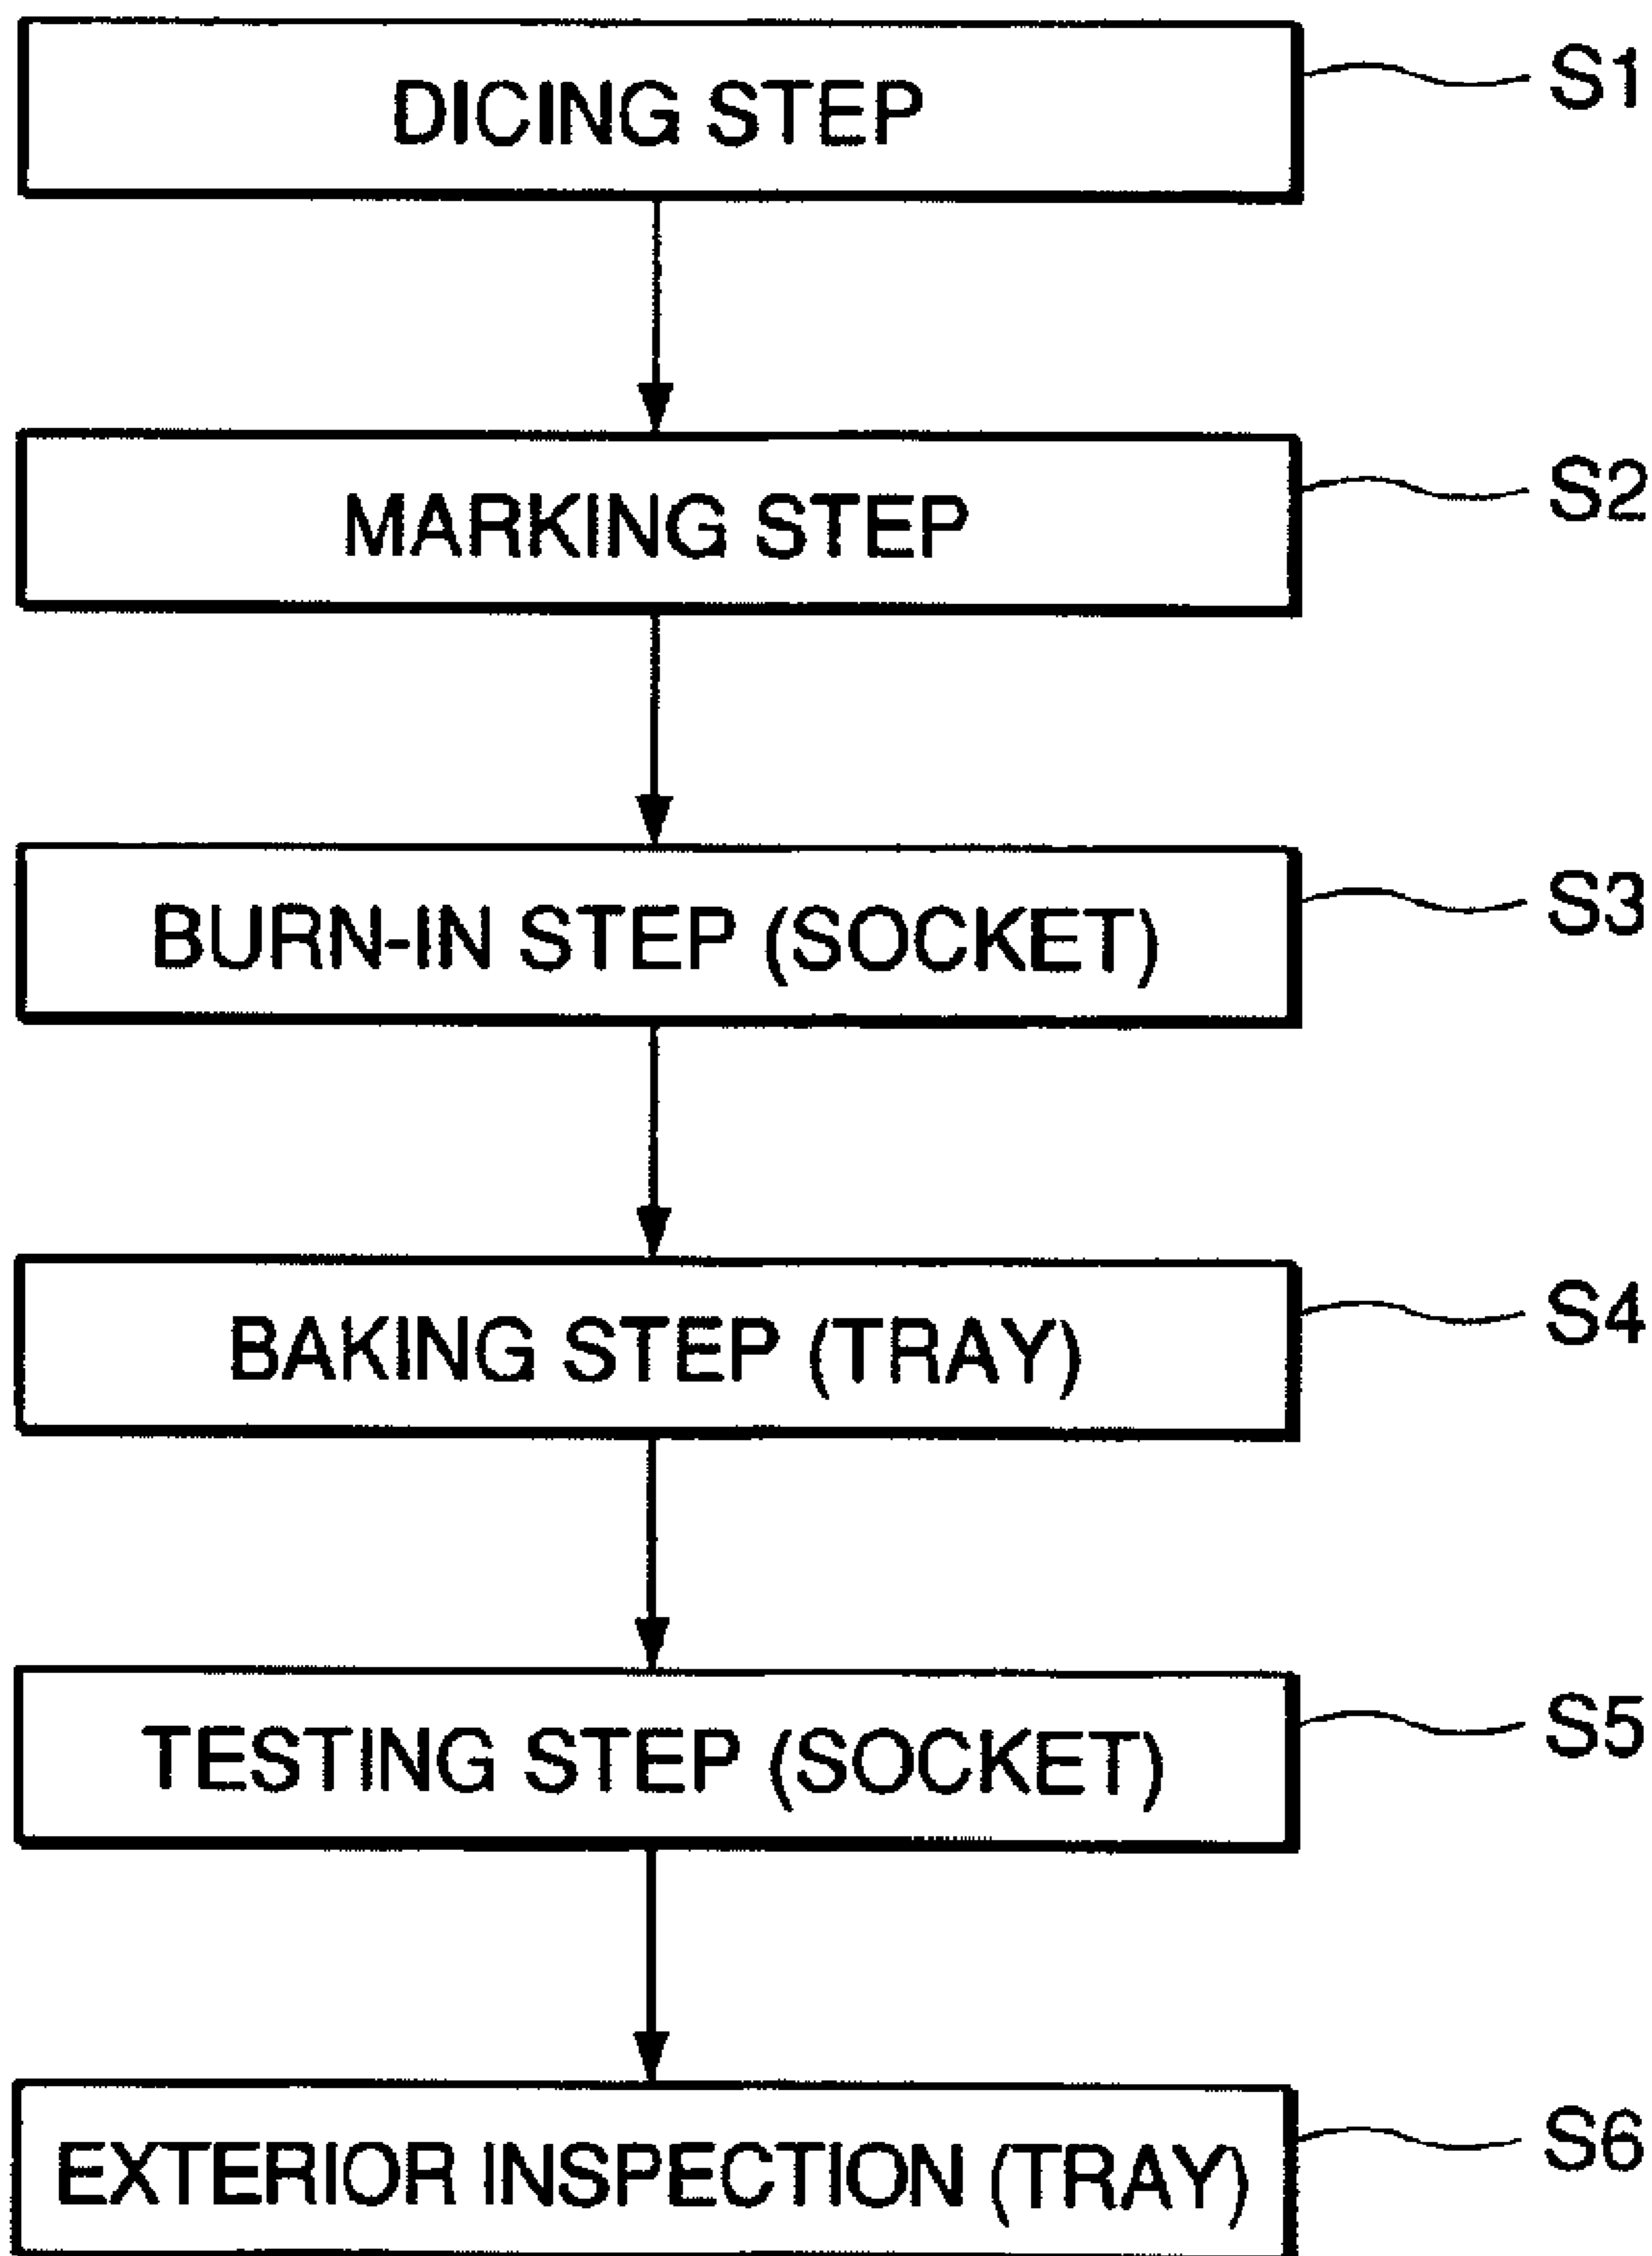 DICING STEP
S1
MARKING STEP
S2
BURN-IN STEP (SOCKET)
S3
BAKING STEP (TRAY)
S4
TESTING STEP (SOCKET)
S5
EXTERIOR INSPECTION (TRAY)
S6